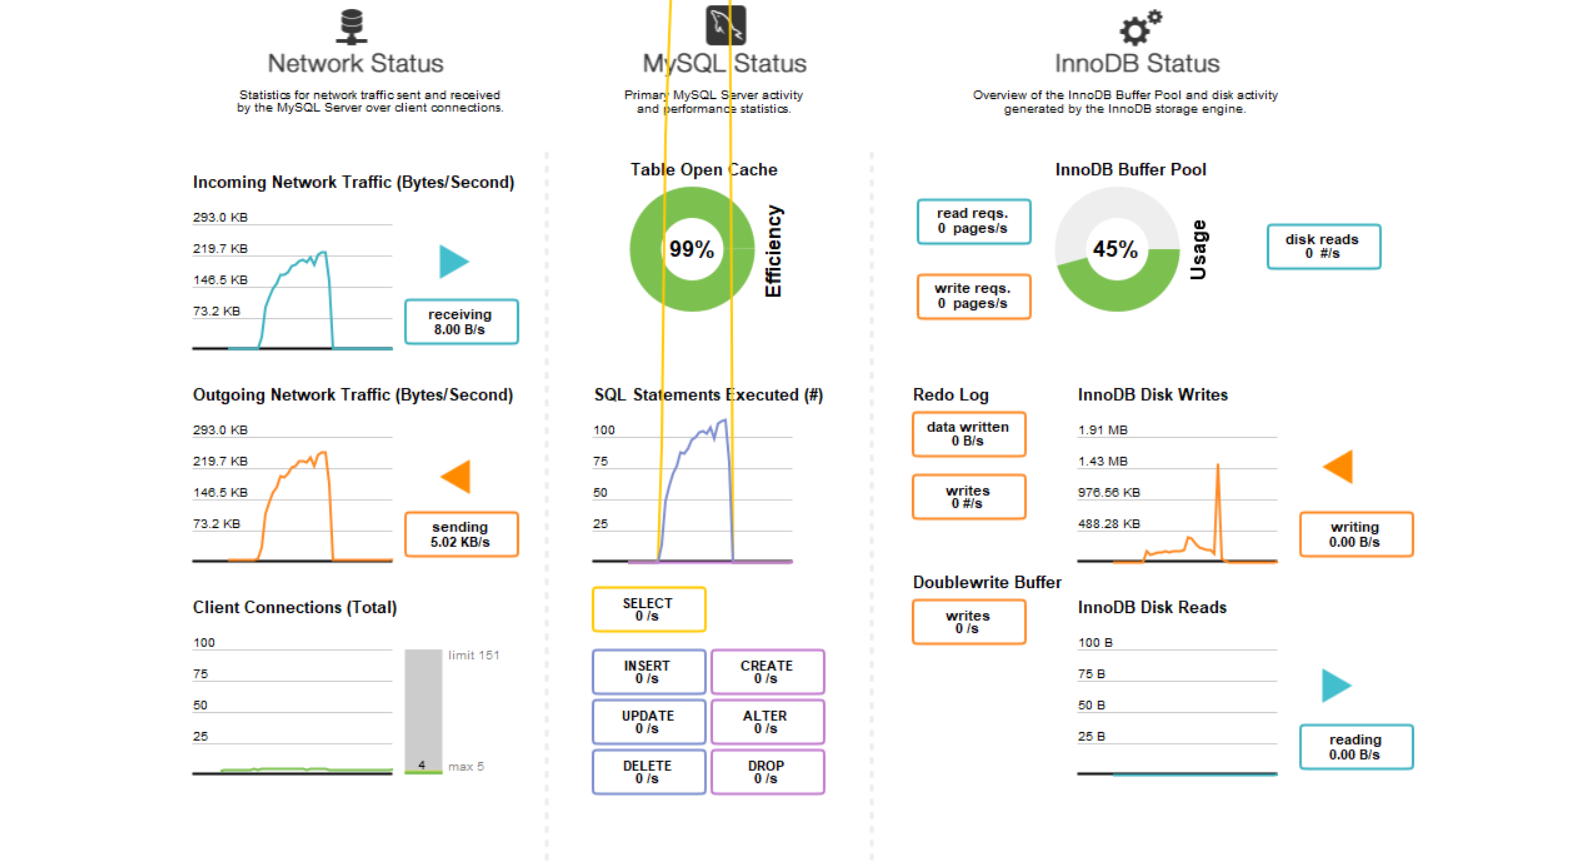 Network Status
Statistics for network traffic sent and received
by the MySQL Server over client connections.
Incoming Network Traffic (Bytes/Second)
293.0 KB
219.7 KB
146.5 KB
73.2 KB
receiving
8.00 B/s
Outgoing Network Traffic (Bytes/Second)
293.0 KB
219.7 KB
146.5 KB
73.2 KB
sending
5.02 KB/s
Client Connections (Total)
100
75
50
25
limit 151
4
max 5
MySQL Status
Primary MySQL Server activity
and performance statistics.
Table Open Cache
99%
Efficiency
SQL Statements Executed (#)
100
75
50
25
SELECT
0 /s
INSERT
0 /s
CREATE
0 /s
UPDATE
0 /s
ALTER
0 /s
DELETE
0 /s
DROP
0 /s
InnoDB Status
Overview of the InnoDB Buffer Pool and disk activity
generated by the InnoDB storage engine.
InnoDB Buffer Pool
read reqs.
0 pages/s
write reqs.
0 pages/s
45%
Usage
disk reads
0 #/s
Redo Log
data written
0 B/s
writes
0 #/s
Doublewrite Buffer
writes
0 /s
InnoDB Disk Writes
1.91 MB
1.43 MB
976.56 KB
488.28 KB
writing
0.00 B/s
InnoDB Disk Reads
100 B
75 B
50 B
25 B
reading
0.00 B/s